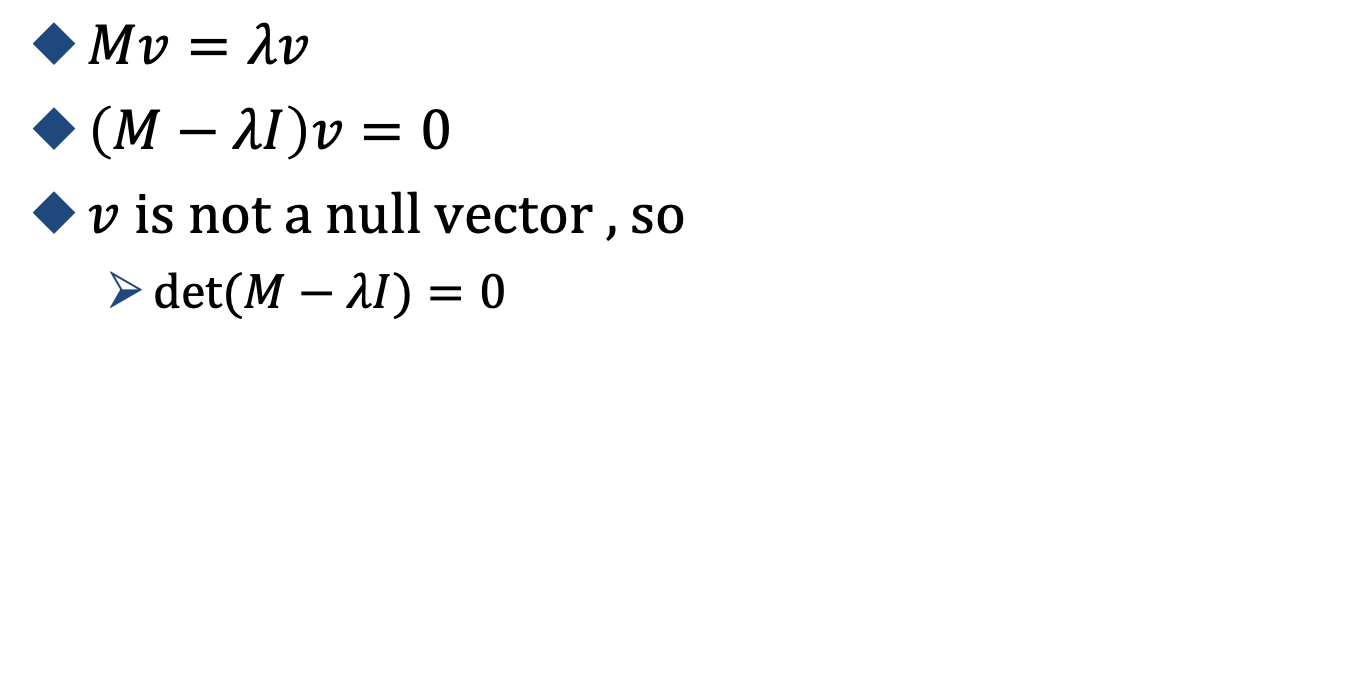 Mv = λv
(M − λI)v = 0
v is not a null vector , so
det(M − λI) = 0